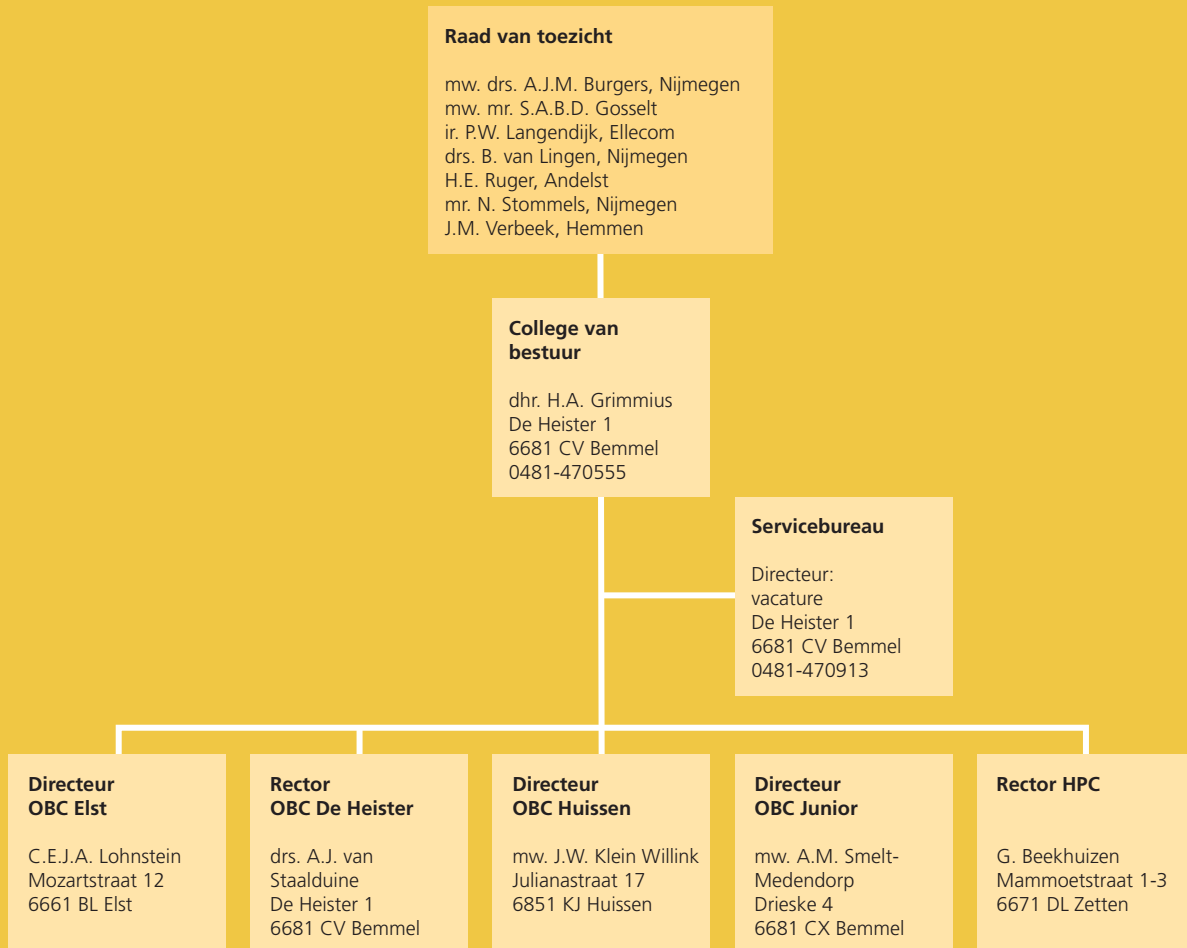 Raad van toezicht
mw. drs. A.J.M. Burgers, Nijmegen
mw. mr. S.A.B.D. Gosselt
ir. P.W. Langendijk, Ellecom
drs. B. van Lingen, Nijmegen
H.E. Ruger, Andelst
mr. N. Stommels, Nijmegen
J.M. Verbeek, Hemmen
College van
bestuur
dhr. H.A. Grimmius
De Heister 1
6681 CV Bemmel
0481-470555
Servicebureau
Directeur:
vacature
De Heister 1
6681 CV Bemmel
0481-470913
Directeur
OBC Elst
C.E.J.A. Lohnstein
Mozartstraat 12
6661 BL Elst
Rector
OBC De Heister
drs. A.J. van
Staalduine
De Heister 1
6681 CV Bemmel
Directeur
OBC Huissen
mw. J.W. Klein Willink
Julianastraat 17
6851 KJ Huissen
Directeur
OBC Junior
mw. A.M. Smelt-
Medendorp
Drieske 4
6681 CX Bemmel
Rector HPC
G. Beekhuizen
Mammoetstraat 1-3
6671 DL Zetten